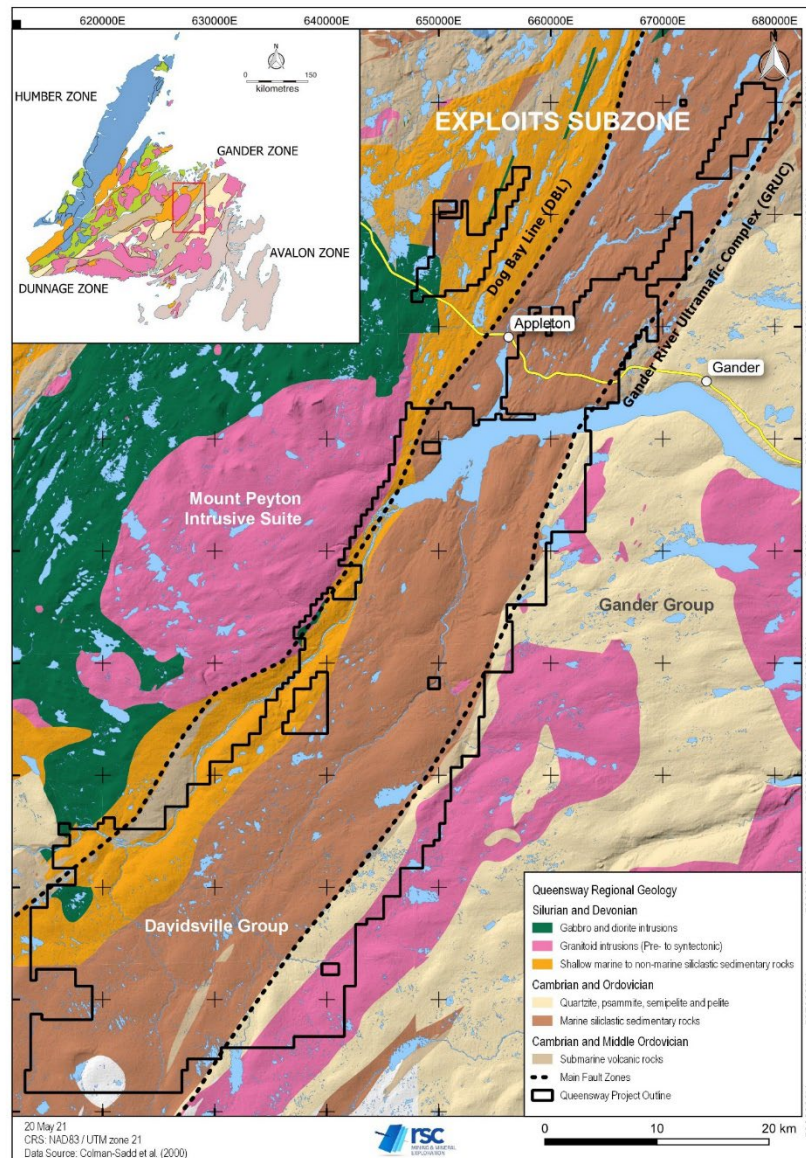 620000E 630000E 640000E 650000E 660000E 670000E 680000E
N
0 150
kilometres
HUMBER ZONE
GANDER ZONE
AVALON ZONE
DUNNAGE ZONE
N
EXPLOITS SUBZONE
Dog Bay Line (DBL)
Gander River Ultramafic Complex (GRUC)
Appleton
Gander
Mount Peyton
Intrusive Suite
Gander Group
Davidsville Group
Queensway Regional Geology
Silurian and Devonian
Gabbro and diorite intrusions
Granitoid intrusions (Pre- to syntectonic)
Shallow marine to non-marine siliclastic sedimentary rocks
Cambrian and Ordovician
Quartzite, psammite, semipelite and pelite
Marine siliclastic sedimentary rocks
Cambrian and Middle Ordovician
Submarine volcanic rocks
Main Fault Zones
Queensway Project Outline
20 May 21
CRS: NAD83 / UTM zone 21
Data Source: Colman-Sadd et al. (2000)
rsc
MINING & MINERAL
EXPLORATION
0 10 20 km